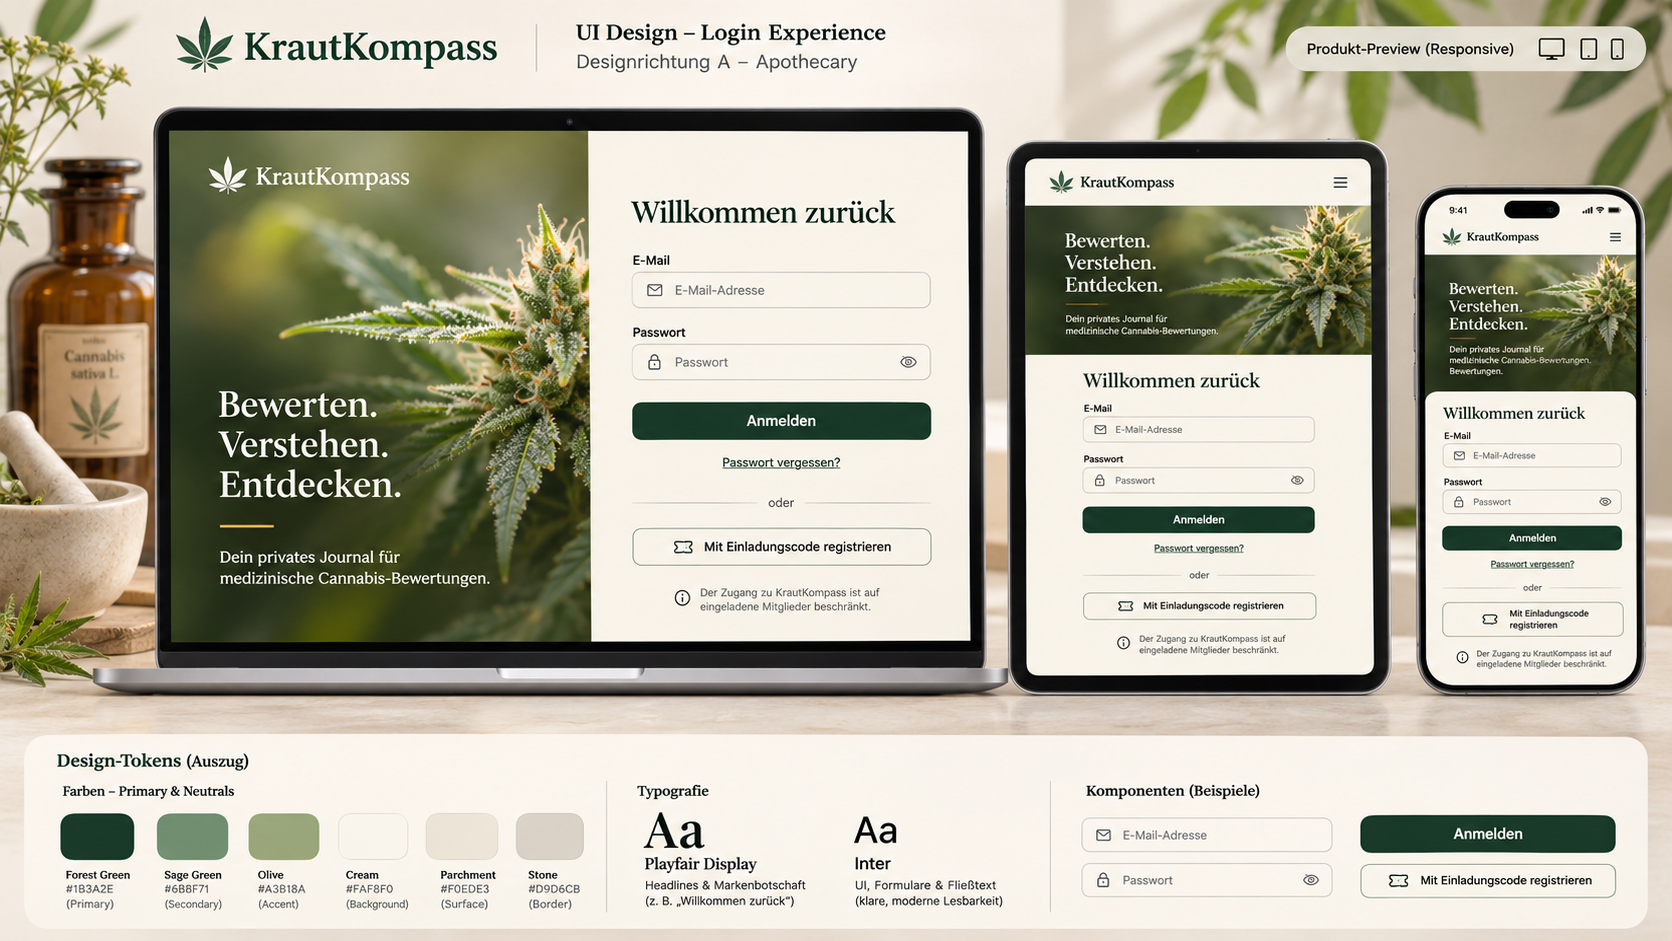 KrautKompass
UI Design – Login Experience
Designrichtung A – Apothecary
Produkt-Preview (Responsive)
Cannabis
sativa L.
KrautKompass
Bewerten.
Verstehen.
Entdecken.
Dein privates Journal für
medizinische Cannabis-Bewertungen.
Willkommen zurück
E-Mail
E-Mail-Adresse
Passwort
Passwort
Anmelden
Passwort vergessen?
oder
Mit Einladungscode registrieren
Der Zugang zu KrautKompass ist auf
eingeladene Mitglieder beschränkt.
KrautKompass
Bewerten.
Verstehen.
Entdecken.
Dein privates Journal für
medizinische Cannabis-Bewertungen.
Willkommen zurück
E-Mail
E-Mail-Adresse
Passwort
Passwort
Anmelden
Passwort vergessen?
oder
Mit Einladungscode registrieren
Der Zugang zu KrautKompass ist auf
eingeladene Mitglieder beschränkt.
9:41
KrautKompass
Bewerten.
Verstehen.
Entdecken.
Dein privates Journal für
medizinische Cannabis-Bewertungen.
Bewertungen.
Willkommen zurück
E-Mail
E-Mail-Adresse
Passwort
Passwort
Anmelden
Passwort vergessen?
oder
Mit Einladungscode
registrieren
Der Zugang zu KrautKompass ist auf
eingeladene Mitglieder beschränkt.
Design-Tokens (Auszug)
Farben – Primary & Neutrals
Forest Green
#1B3A2E
(Primary)
Sage Green
#6B8F71
(Secondary)
Olive
#A3B18A
(Accent)
Cream
#FAF8F0
(Background)
Parchment
#F0EDE3
(Surface)
Stone
#D9D6CB
(Border)
Typografie
Aa
Playfair Display
Headlines & Markenbotschaft
(z. B. „Willkommen zurück“)
Aa
Inter
UI, Formulare & Fließtext
(klare, moderne Lesbarkeit)
Komponenten (Beispiele)
E-Mail-Adresse
Passwort
Anmelden
Mit Einladungscode registrieren